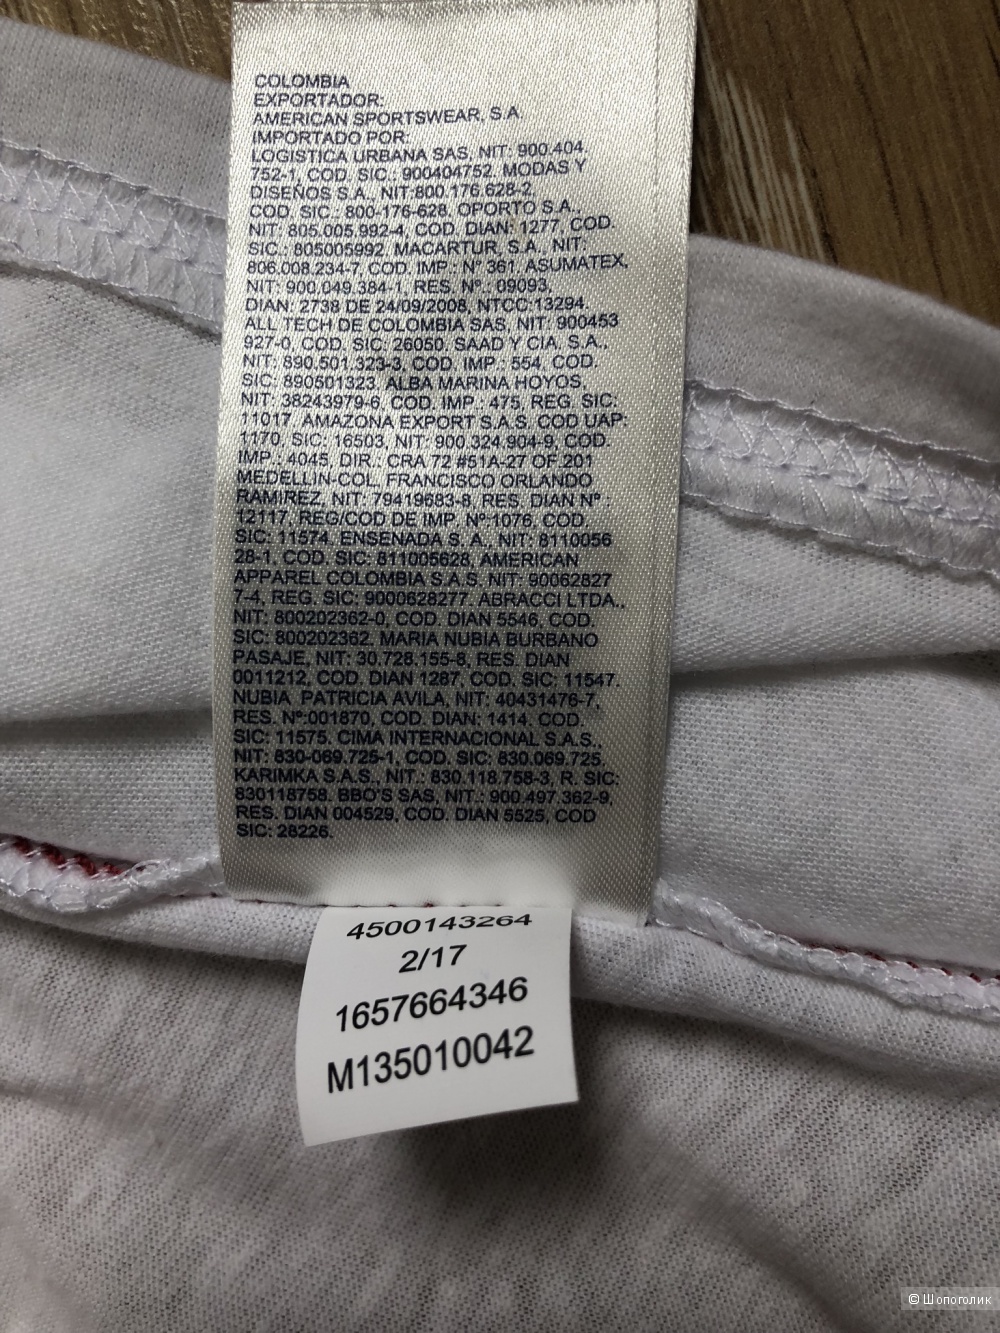 COLOMBIA
EXPORTADOR:
AMERICAN SPORTSWEAR, S.A.
IMPORTADO POR:
LOGISTICA URBANA SAS, NIT: 900.404.
752-1, COD. SIC.: 900404752. MODAS Y
DISEÑOS S.A., NIT:800.176.628-2,
COD. SIC.: 800-176-628, OPORTO S.A.,
NIT: 805.005.992-4, COD. DIAN: 1277, COD.
SIC.: 805005992. MACARTUR, S.A., NIT:
806.008.234-7, COD. IMP.: Nº 361, ASUMATEX,
NIT: 900.049.384-1, RES. Nº.: 09093,
DIAN: 2738 DE 24/09/2008, NTCC:13294.
ALL TECH DE COLOMBIA SAS, NIT: 900453
927-0, COD. SIC: 26050. SAAD Y CIA, S.A.,
NIT: 890.501.323-3, COD. IMP.: 554, COD.
SIC: 890501323, ALBA MARINA HOYOS,
NIT: 38243979-6, COD. IMP.: 475, REG. SIC:
11017. AMAZONA EXPORT S.A.S. COD UAP:
1170, SIC: 16503, NIT: 900.324.904-9, COD.
IMP.: 4045, DIR.: CRA 72 #51A-27 OF.201
MEDELLIN-COL. FRANCISCO ORLANDO
RAMIREZ, NIT: 79419683-8, RES. DIAN Nº :
12117, REG/COD DE IMP. Nº:1076, COD.
SIC: 11574. ENSENADA S.A., NIT: 8110056
28-1, COD. SIC: 811005628, AMERICAN
APPAREL COLOMBIA S.A.S. NIT: 90062827
7-4, REG. SIC: 9000628277. ABRACCI LTDA.,
NIT: 800202362-0, COD. DIAN 5546, COD.
SIC: 800202362. MARIA NUBIA BURBANO
PASAJE, NIT: 30.728.155-8, RES. DIAN
0011212, COD. DIAN 1287, COD. SIC: 11547.
NUBIA PATRICIA AVILA, NIT: 40431476-7,
RES. Nº:001870, COD. DIAN: 1414, COD.
SIC: 11575. CIMA INTERNACIONAL S.A.S.,
NIT: 830-069.725-1, COD. SIC: 830.069.725,
KARIMKA S.A.S., NIT.: 830.118.758-3, R. SIC:
830118758. BBO'S SAS, NIT.: 900.497.362-9,
RES. DIAN 004529, COD. DIAN 5525, COD
SIC: 28226.
4500143264
2/17
1657664346
M135010042
© Шопоголик